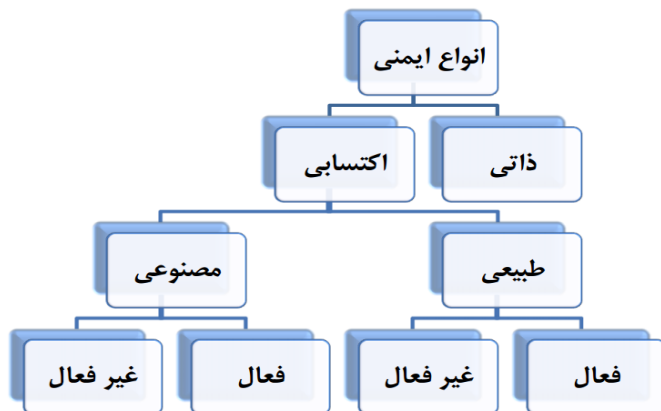 انواع ایمنی
ذاتی
اکتسابی
طبیعی
مصنوعی
فعال
غیر فعال
فعال
غیر فعال